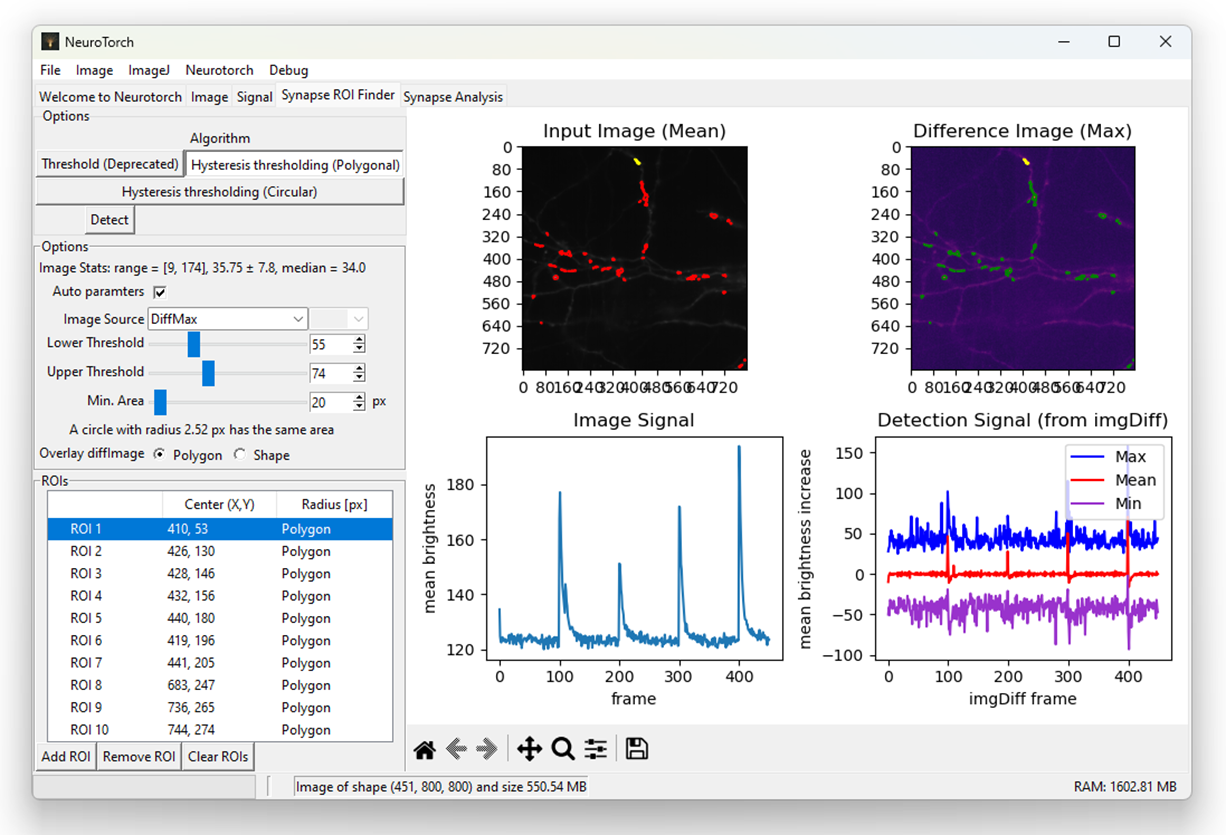 NeuroTorch
File Image ImageJ Neurotorch Debug
Welcome to Neurotorch Image Signal Synapse ROI Finder Synapse Analysis
Options
Algorithm
Threshold (Deprecated) Hysteresis thresholding (Polygonal)
Hysteresis thresholding (Circular)
Detect
Options
Image Stats: range = [9, 174], 35.75 ± 7.8, median = 34.0
Auto paramters
Image Source DiffMax
Lower Threshold 55
Upper Threshold 74
Min. Area 20 px
A circle with radius 2.52 px has the same area
Overlay diffImage Polygon Shape
ROIs
Center (X,Y) Radius [px]
ROI 1 410, 53 Polygon
ROI 2 426, 130 Polygon
ROI 3 428, 146 Polygon
ROI 4 432, 156 Polygon
ROI 5 440, 180 Polygon
ROI 6 419, 196 Polygon
ROI 7 441, 205 Polygon
ROI 8 683, 247 Polygon
ROI 9 736, 265 Polygon
ROI 10 744, 274 Polygon
Add ROI Remove ROI Clear ROIs
Input Image (Mean)
0
80
160
240
320
400
480
560
640
720
0 80 160 240 320 400 480 560 640 720
Difference Image (Max)
0
80
160
240
320
400
480
560
640
720
0 80 160 240 320 400 480 560 640 720
Image Signal
mean brightness
180
160
140
120
0 100 200 300 400
frame
Detection Signal (from imgDiff)
mean brightness increase
150
100
50
0
−50
−100
Max
Mean
Min
0 100 200 300 400
imgDiff frame
Image of shape (451, 800, 800) and size 550.54 MB
RAM: 1602.81 MB